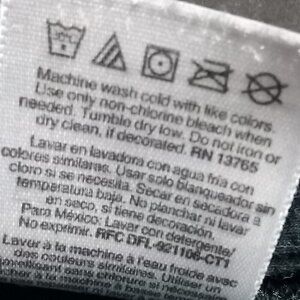 Machine wash cold with like colors.
Use only non-chlorine bleach when
needed. Tumble dry low. Do not iron or
dry clean, if decorated. RN 13765
Lavar en lavadora con agua fría con
colores similares. Usar solo blanqueador sin
cloro si se necesita. Secar en secadora a
temperatura baja. No planchar ni lavar
en seco, si tiene decoración.
Para México: Lavar con detergente/
No exprimir. RFC DFL-921106-CT1
Laver à la machine à l'eau froide avec
des couleurs similaires. Utiliser un
sans